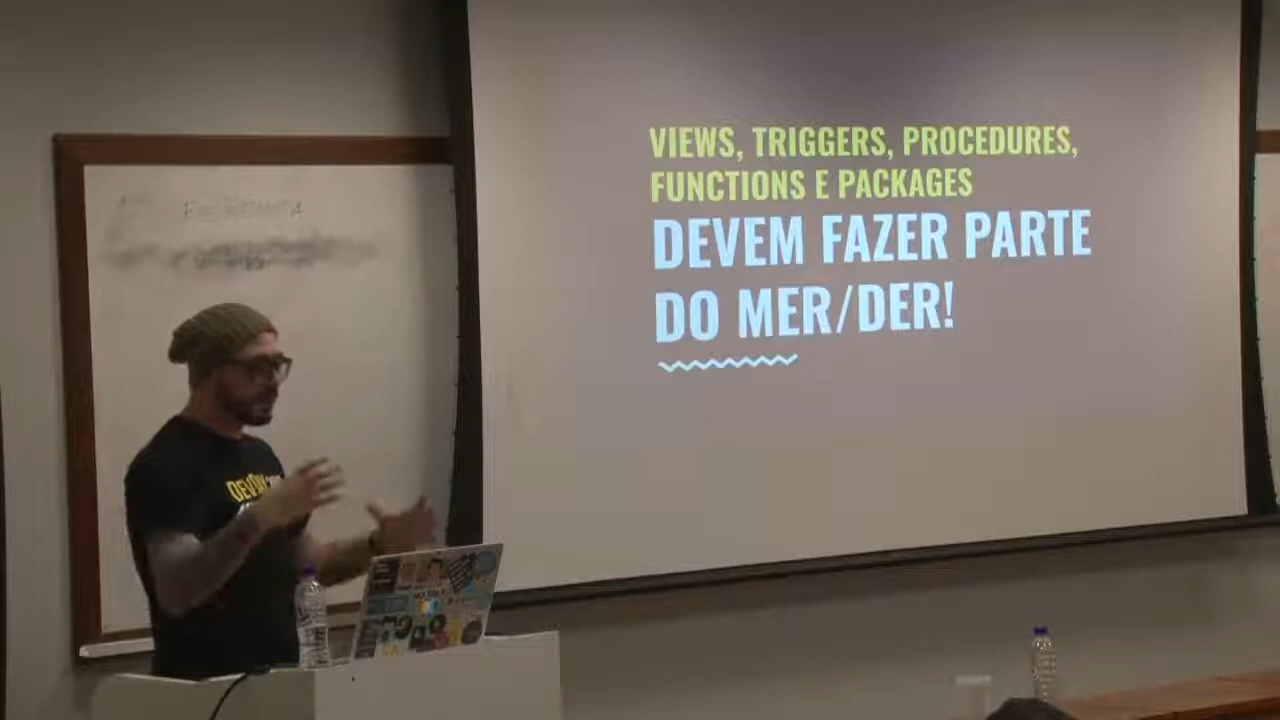 VIEWS, TRIGGERS, PROCEDURES,
FUNCTIONS E PACKAGES
DEVEM FAZER PARTE
DO MER/DER!